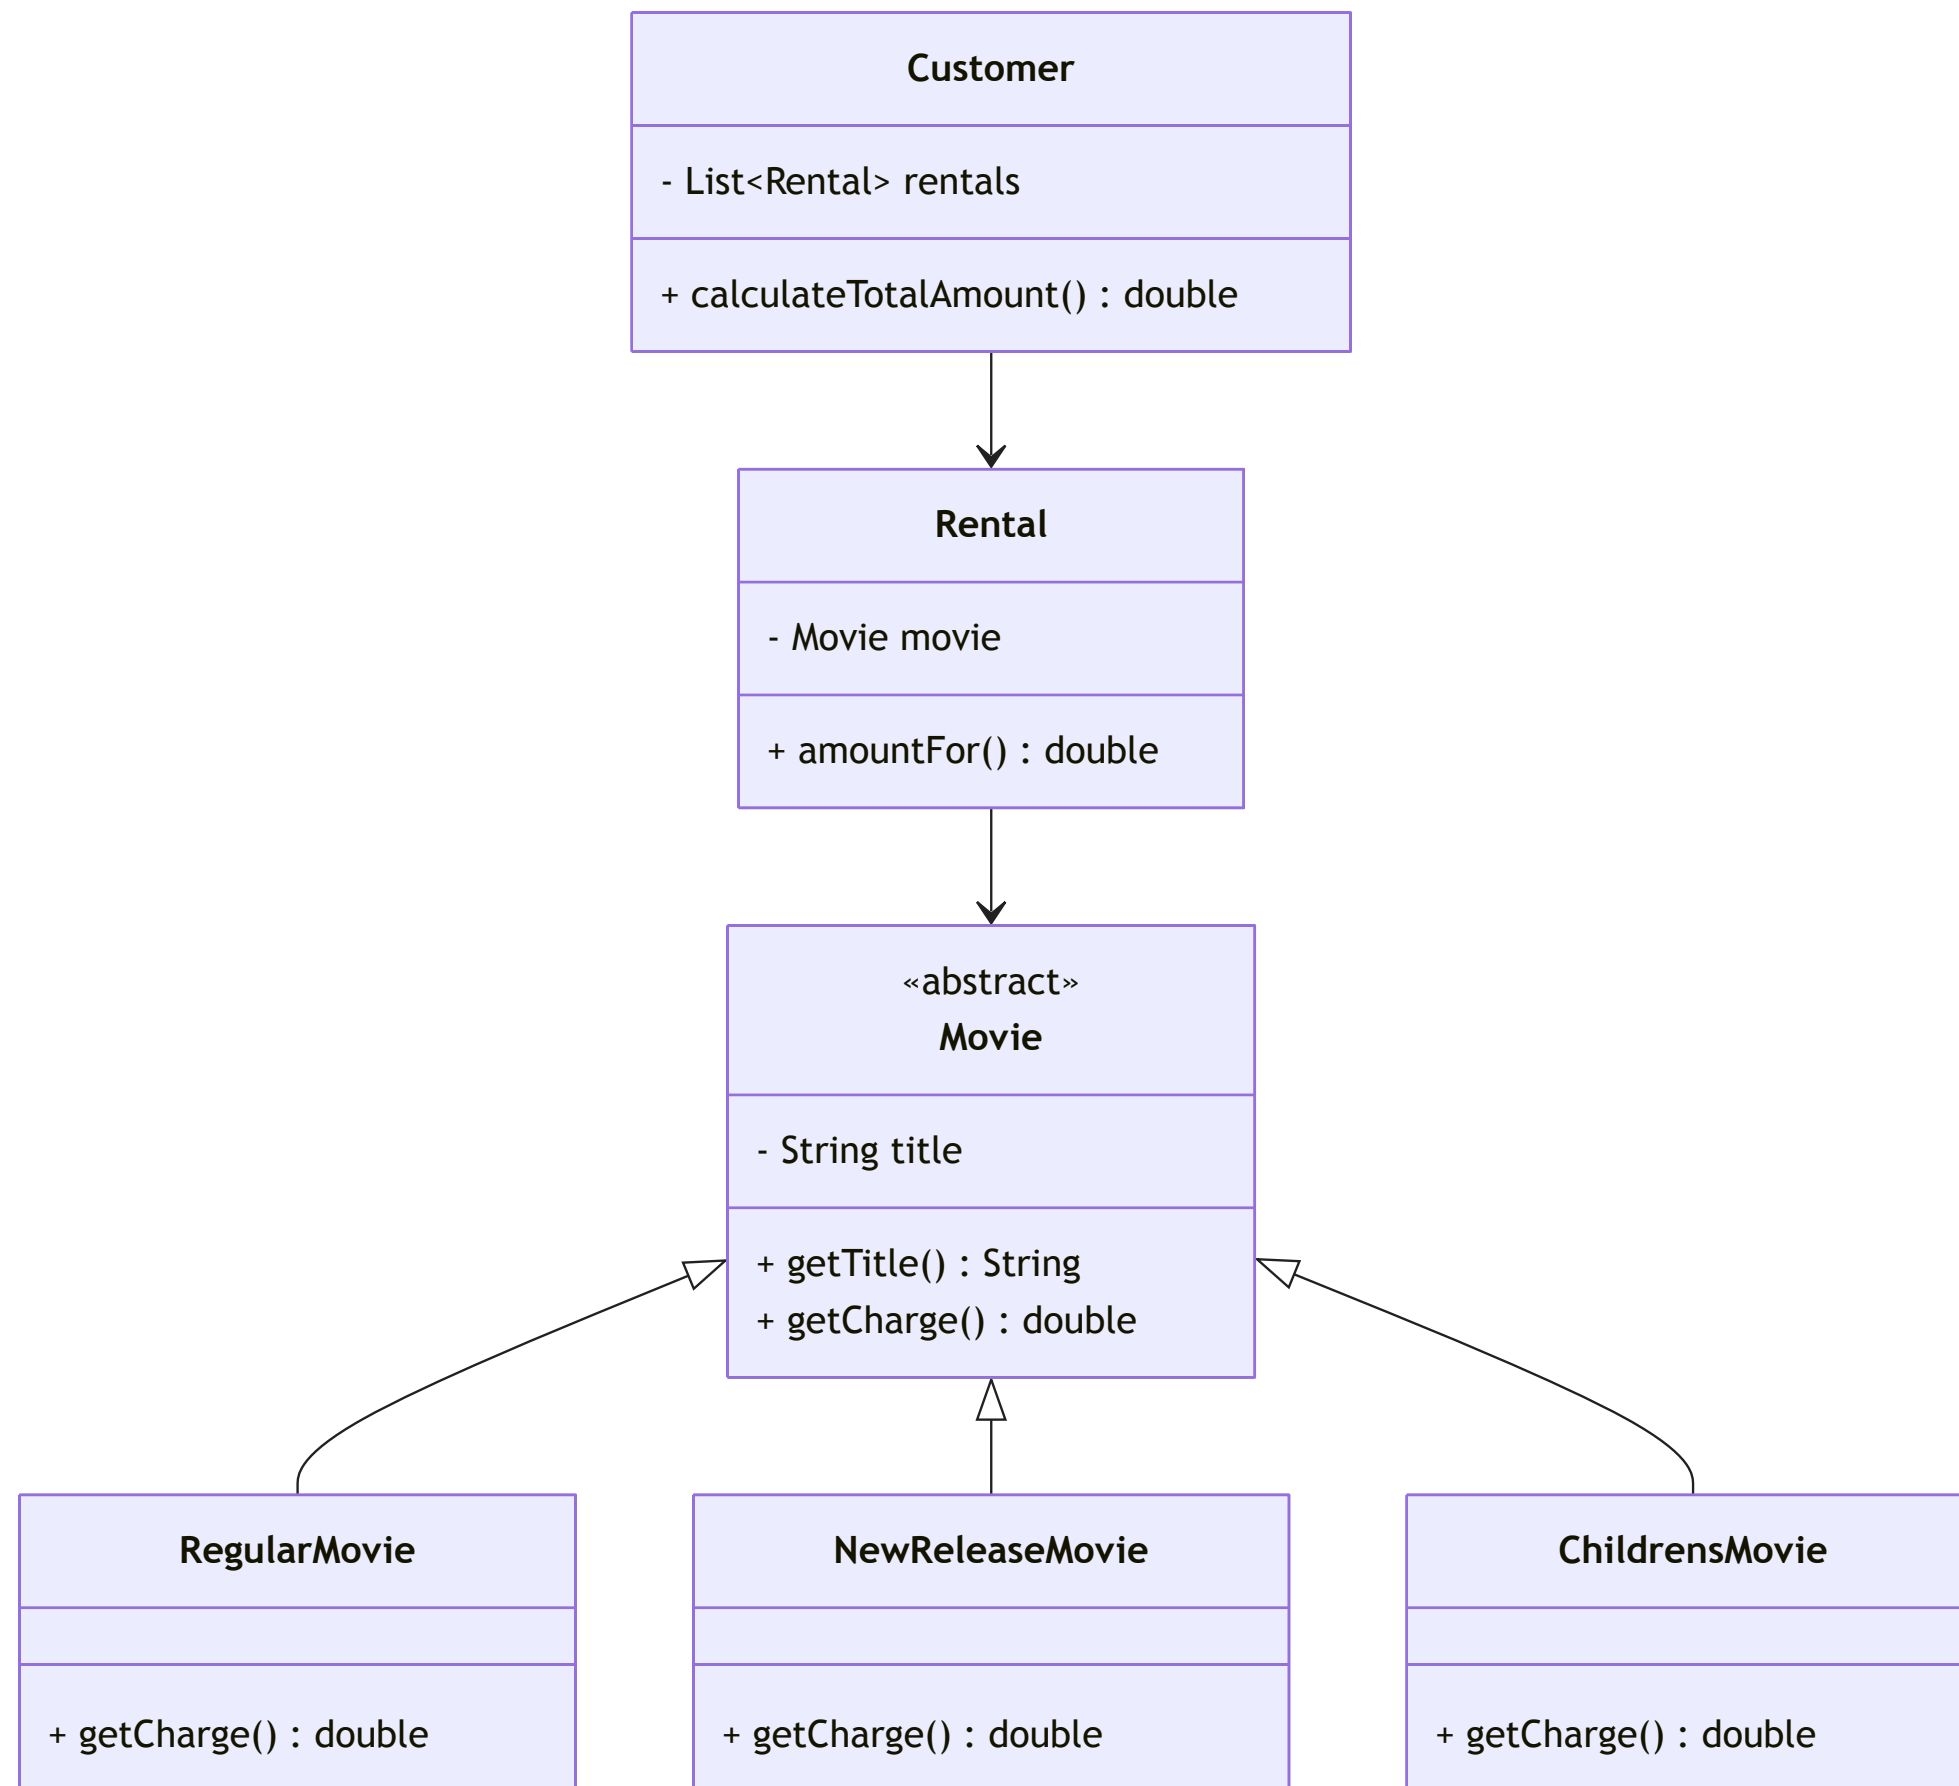 Customer
- List<Rental> rentals
+ calculateTotalAmount() : double
Rental
- Movie movie
+ amountFor() : double
«abstract»
Movie
- String title
+ getTitle() : String
+ getCharge() : double
RegularMovie
+ getCharge() : double
NewReleaseMovie
+ getCharge() : double
ChildrensMovie
+ getCharge() : double